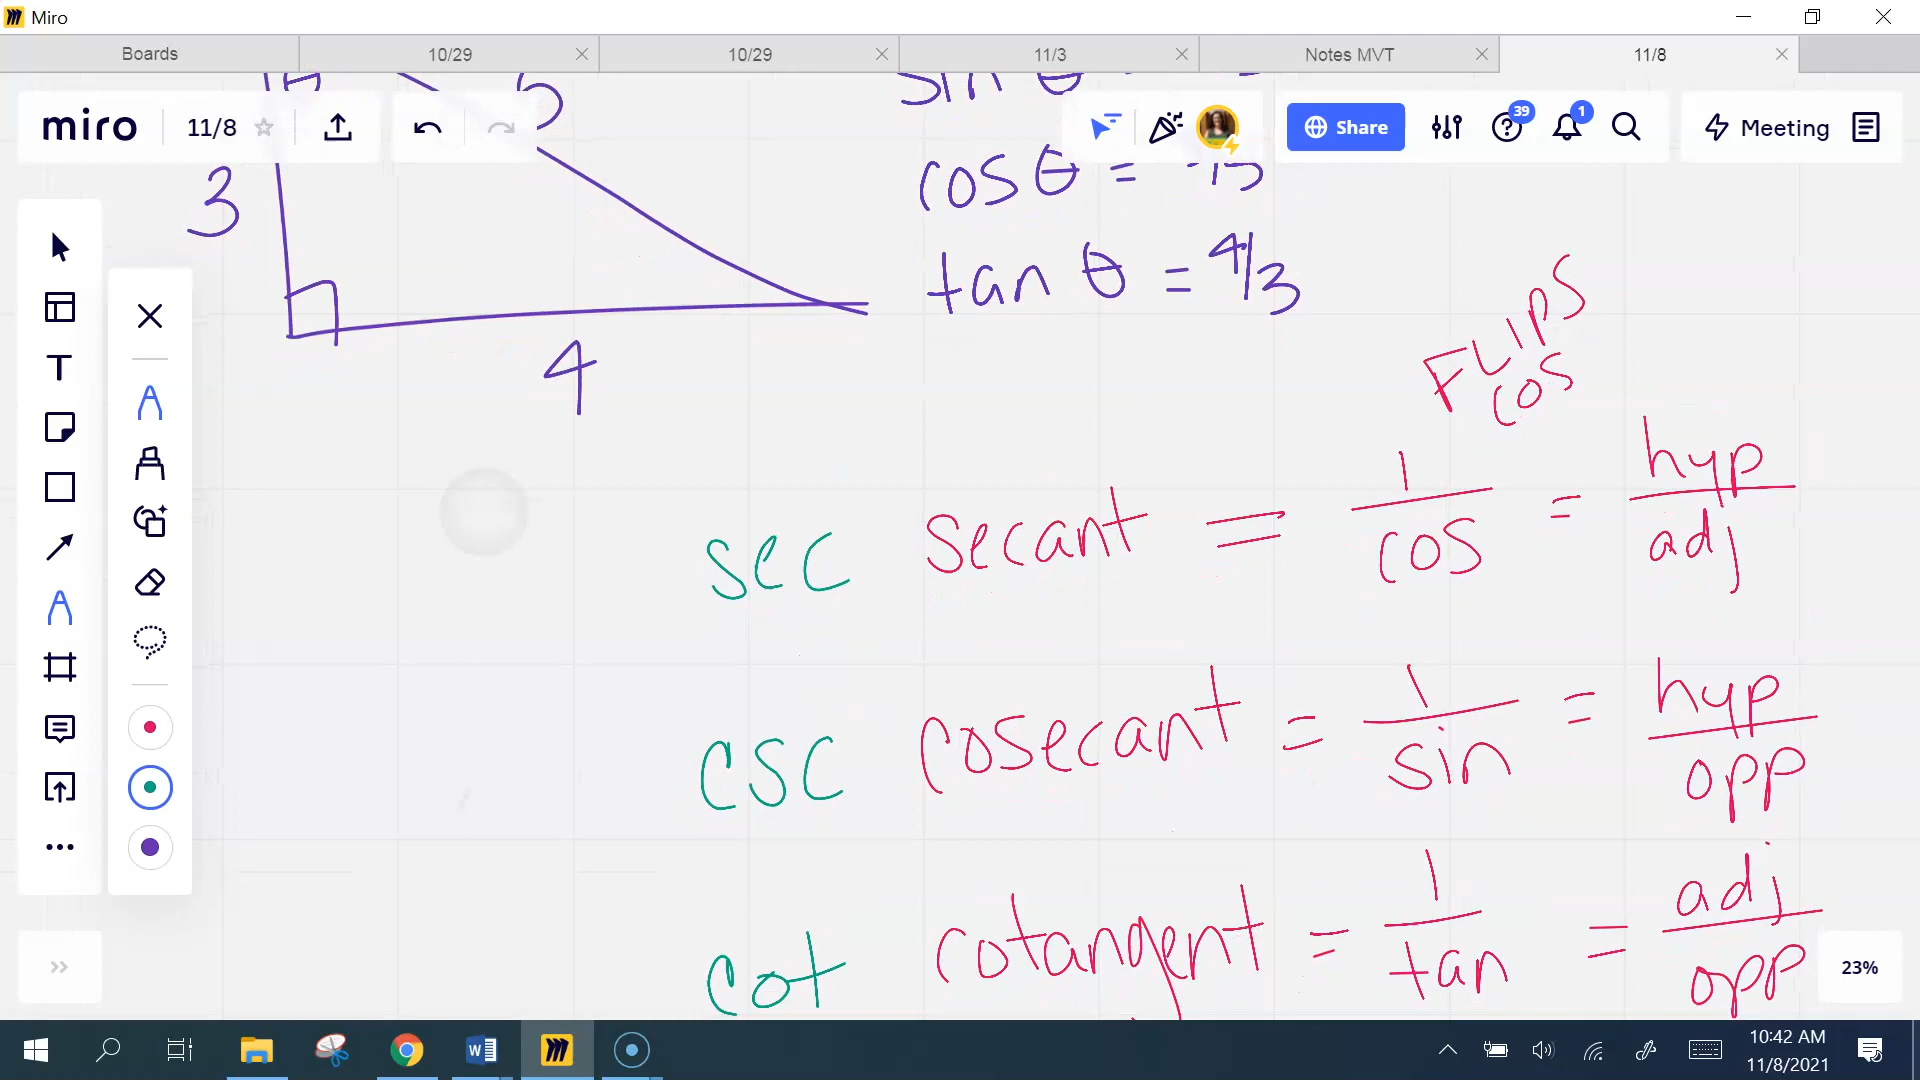 Miro
Boards 10/29 10/29 11/3 Notes MVT 11/8
miro 11/8 Share 39 1 Meeting
sin θ =
cos θ =
3
tan θ = 4/3
4
FLIPS
cos
sec secant = 1/cos = hyp/adj
csc cosecant = 1/sin = hyp/opp
cot cotangent = 1/tan = adj/opp
T
23%
10:42 AM
11/8/2021